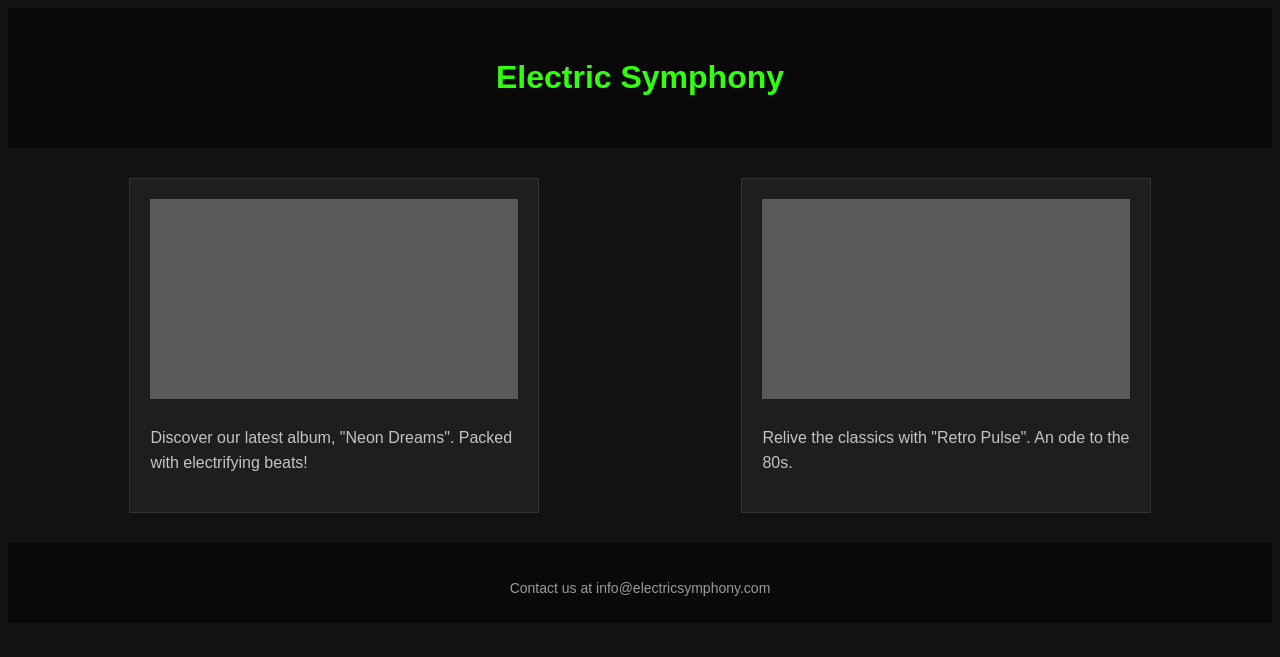 Electric Symphony
Discover our latest album, "Neon Dreams". Packed
with electrifying beats!
Relive the classics with "Retro Pulse". An ode to the
80s.
Contact us at info@electricsymphony.com